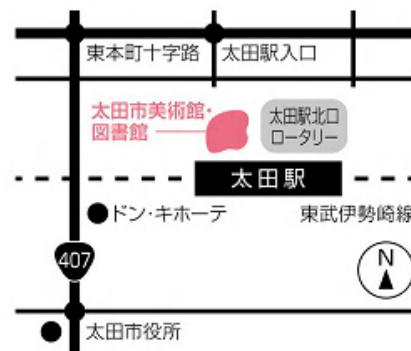 東本町十字路
太田駅入口
太田市美術館・
図書館
太田駅北口
ロータリー
太田駅
ドン・キホーテ
東武伊勢崎線
407
N
太田市役所